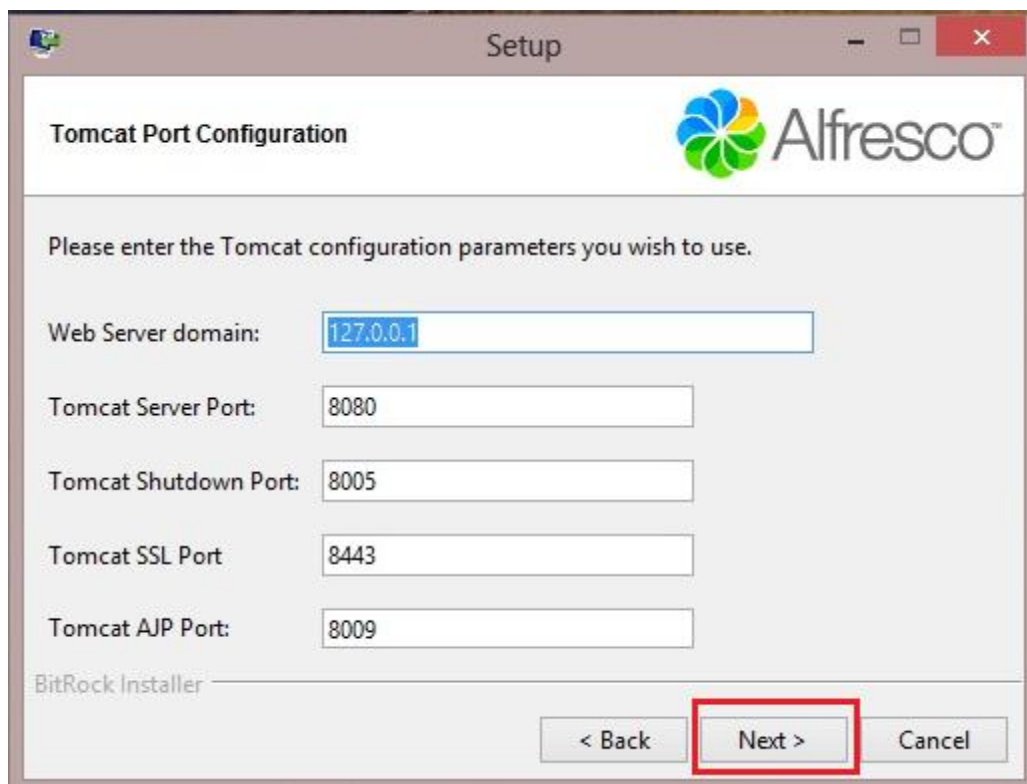 Setup
Tomcat Port Configuration
Alfresco™
Please enter the Tomcat configuration parameters you wish to use.
Web Server domain: 127.0.0.1
Tomcat Server Port: 8080
Tomcat Shutdown Port: 8005
Tomcat SSL Port 8443
Tomcat AJP Port: 8009
BitRock Installer
< Back Next > Cancel